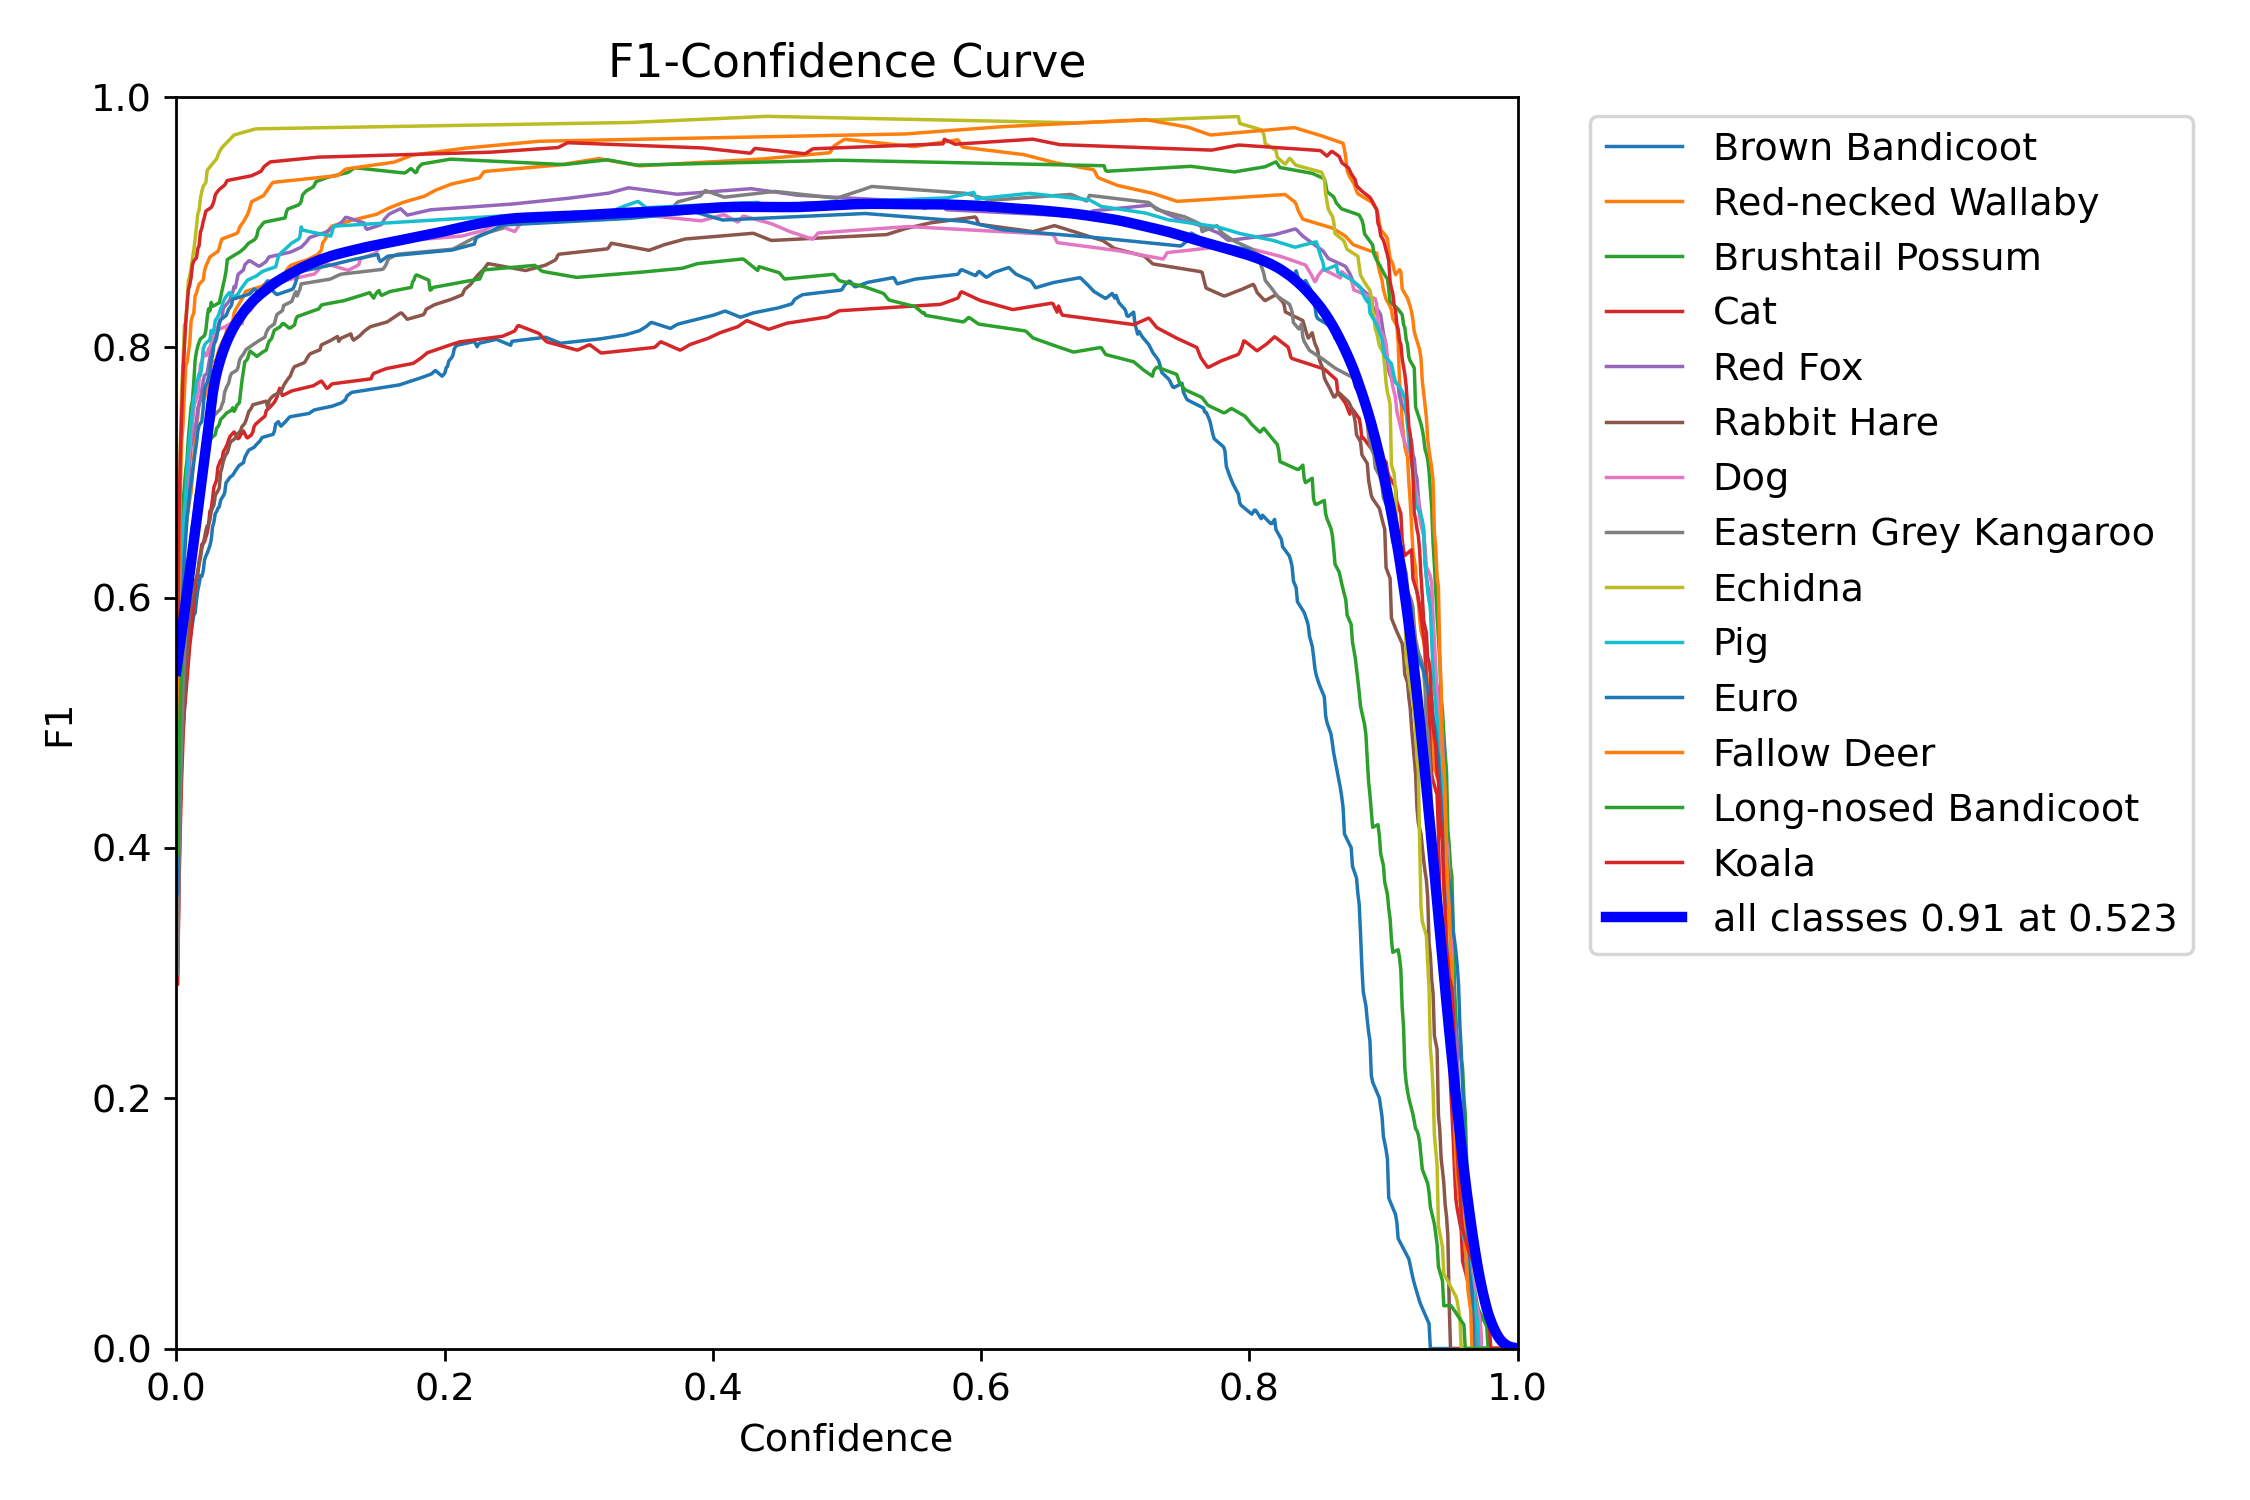 F1-Confidence Curve
1.0
0.8
0.6
0.4
0.2
0.0
F1
0.0 0.2 0.4 0.6 0.8 1.0
Confidence
Brown Bandicoot
Red-necked Wallaby
Brushtail Possum
Cat
Red Fox
Rabbit Hare
Dog
Eastern Grey Kangaroo
Echidna
Pig
Euro
Fallow Deer
Long-nosed Bandicoot
Koala
all classes 0.91 at 0.523